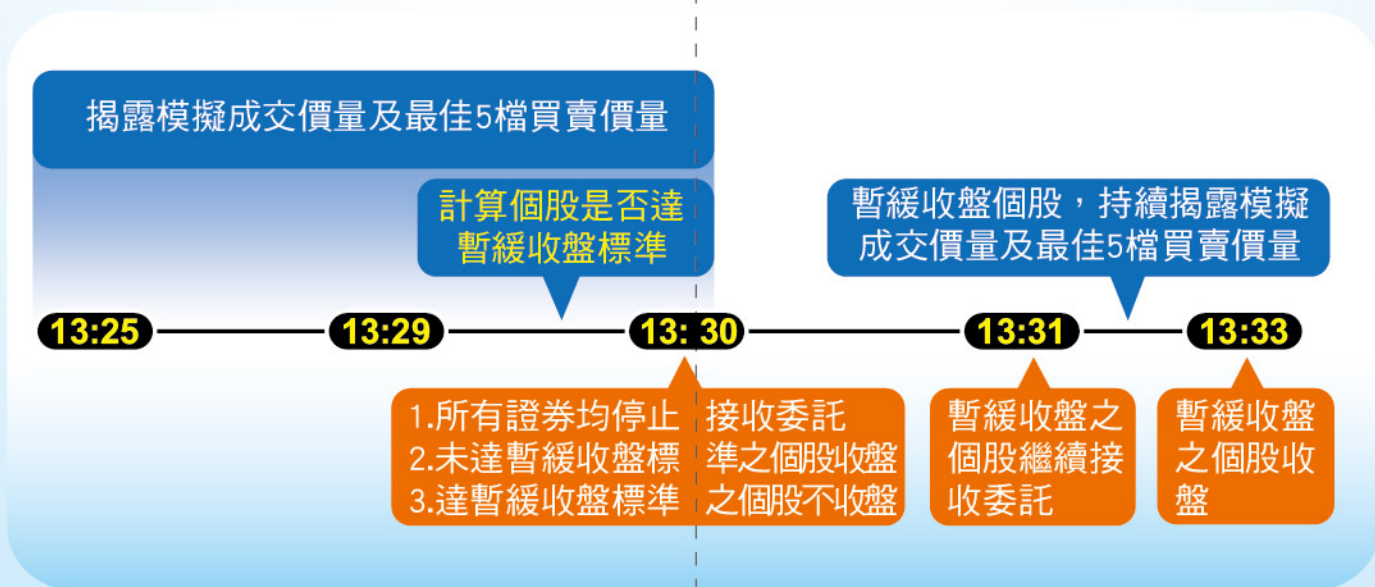 揭露模擬成交價量及最佳5檔買賣價量
計算個股是否達
暫緩收盤標準
暫緩收盤個股，持續揭露模擬
成交價量及最佳5檔買賣價量
13:25
13:29
13: 30
13:31
13:33
1.所有證券均停止接收委託
2.未達暫緩收盤標準之個股收盤
3.達暫緩收盤標準之個股不收盤
暫緩收盤之
個股繼續接
收委託
暫緩收盤
之個股收
盤